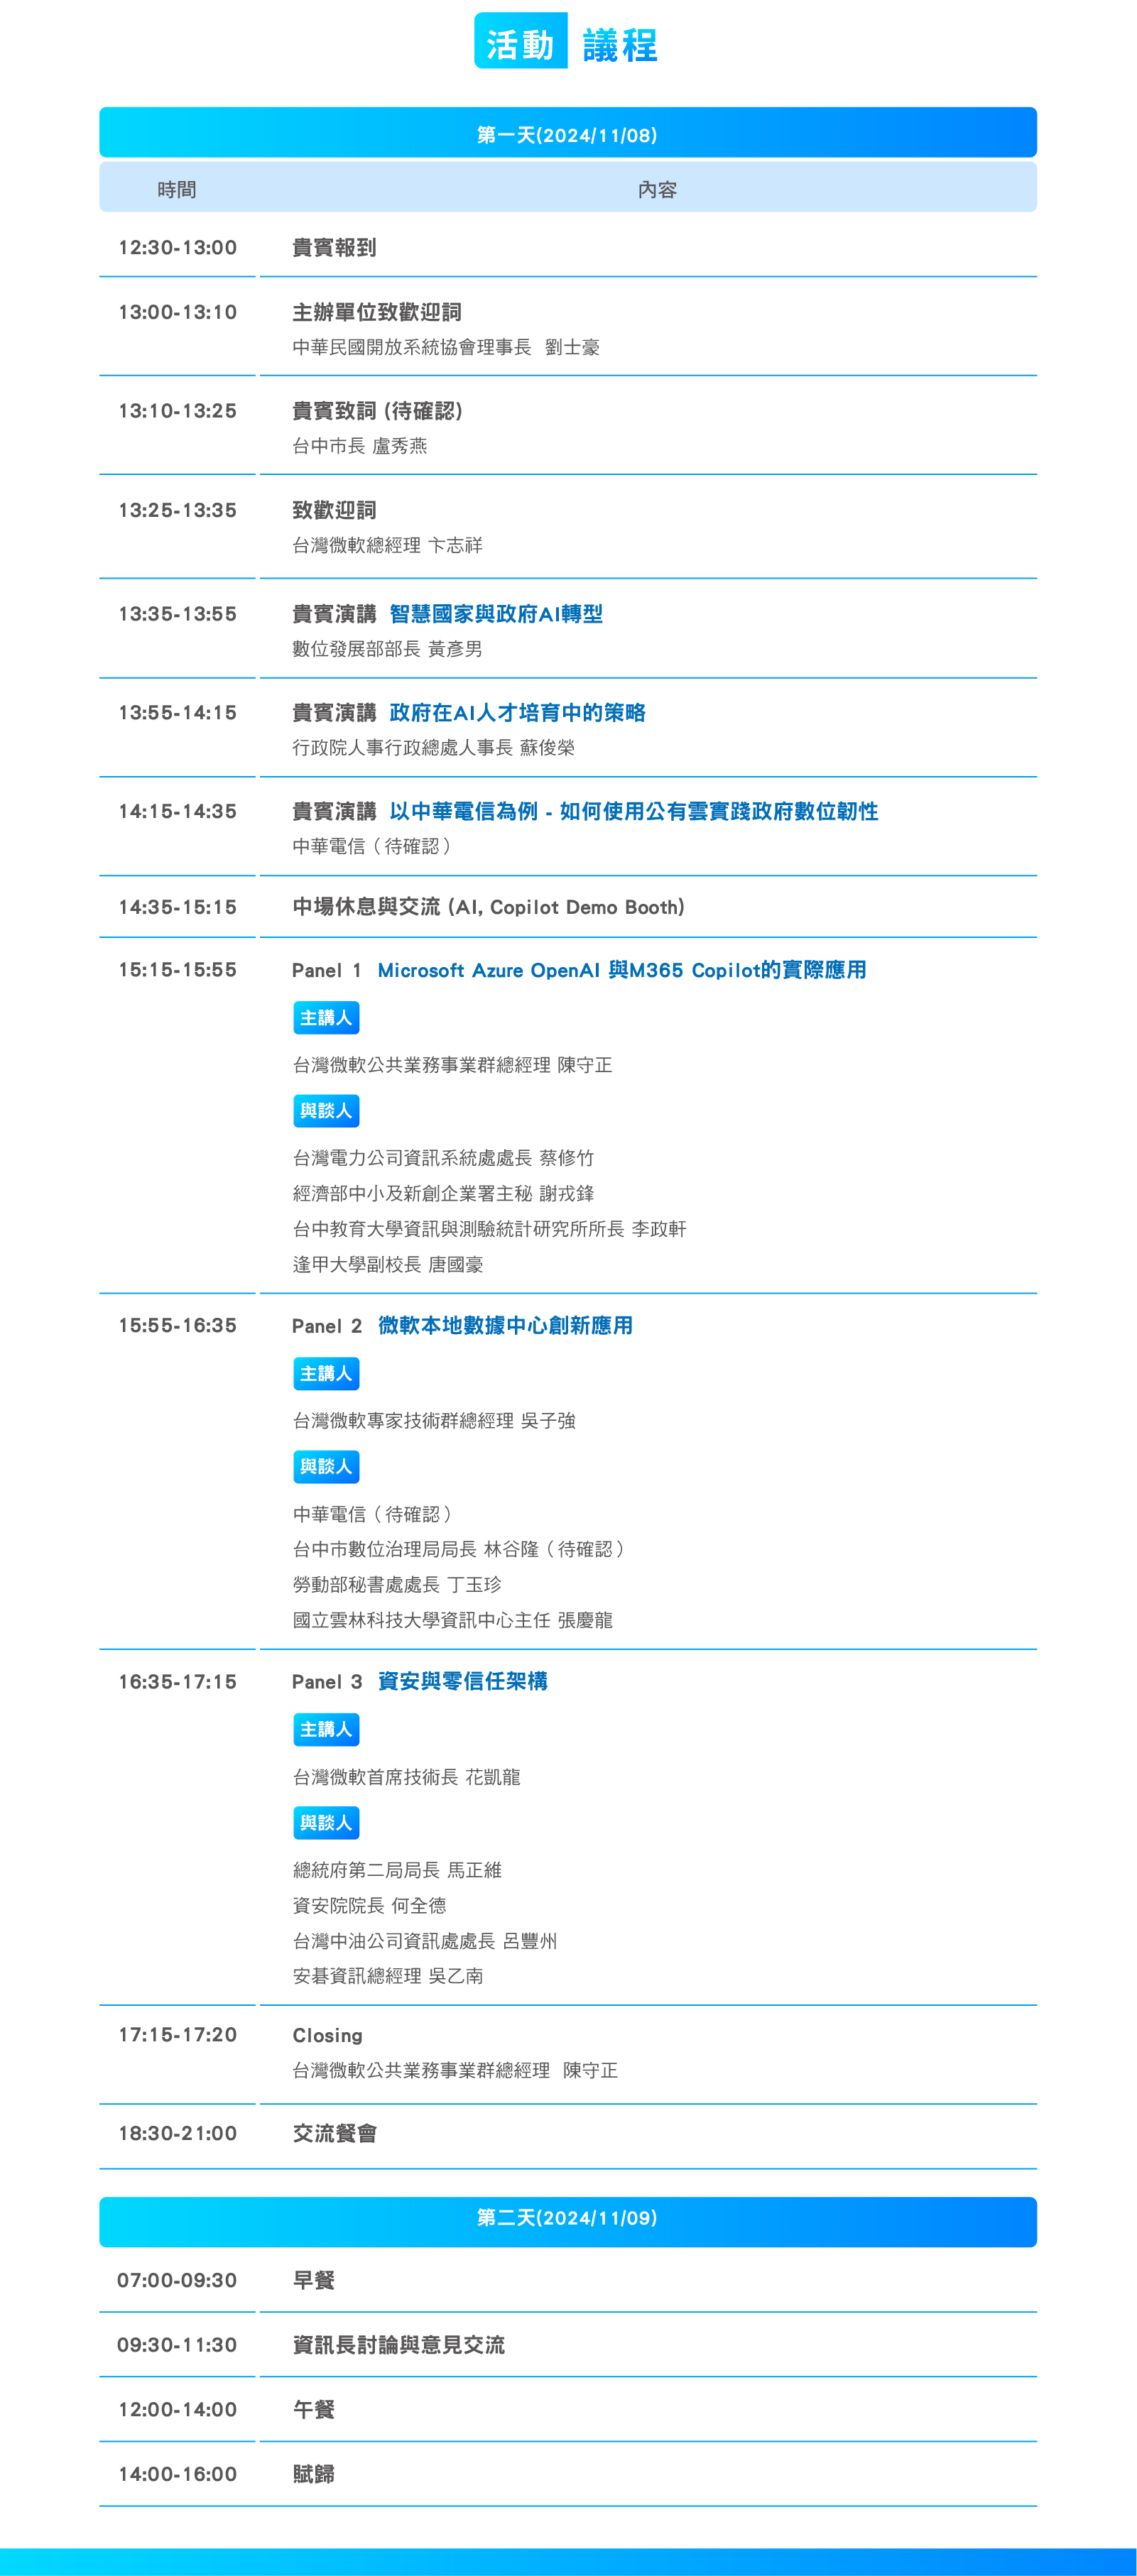 活動 議程
第一天(2024/11/08)
時間 內容
12:30-13:00 貴賓報到
13:00-13:10 主辦單位致歡迎詞
中華民國開放系統協會理事長 劉士豪
13:10-13:25 貴賓致詞 (待確認)
台中市長 盧秀燕
13:25-13:35 致歡迎詞
台灣微軟總經理 卞志祥
13:35-13:55 貴賓演講 智慧國家與政府AI轉型
數位發展部部長 黃彥男
13:55-14:15 貴賓演講 政府在AI人才培育中的策略
行政院人事行政總處人事長 蘇俊榮
14:15-14:35 貴賓演講 以中華電信為例 - 如何使用公有雲實踐政府數位韌性
中華電信（待確認）
14:35-15:15 中場休息與交流 (AI, Copilot Demo Booth)
15:15-15:55 Panel 1 Microsoft Azure OpenAI 與M365 Copilot的實際應用
主講人
台灣微軟公共業務事業群總經理 陳守正
與談人
台灣電力公司資訊系統處處長 蔡修竹
經濟部中小及新創企業署主秘 謝戎鋒
台中教育大學資訊與測驗統計研究所所長 李政軒
逢甲大學副校長 唐國豪
15:55-16:35 Panel 2 微軟本地數據中心創新應用
主講人
台灣微軟專家技術群總經理 吳子強
與談人
中華電信（待確認）
台中市數位治理局局長 林谷隆（待確認）
勞動部秘書處處長 丁玉珍
國立雲林科技大學資訊中心主任 張慶龍
16:35-17:15 Panel 3 資安與零信任架構
主講人
台灣微軟首席技術長 花凱龍
與談人
總統府第二局局長 馬正維
資安院院長 何全德
台灣中油公司資訊處處長 呂豐州
安碁資訊總經理 吳乙南
17:15-17:20 Closing
台灣微軟公共業務事業群總經理 陳守正
18:30-21:00 交流餐會
第二天(2024/11/09)
07:00-09:30 早餐
09:30-11:30 資訊長討論與意見交流
12:00-14:00 午餐
14:00-16:00 賦歸